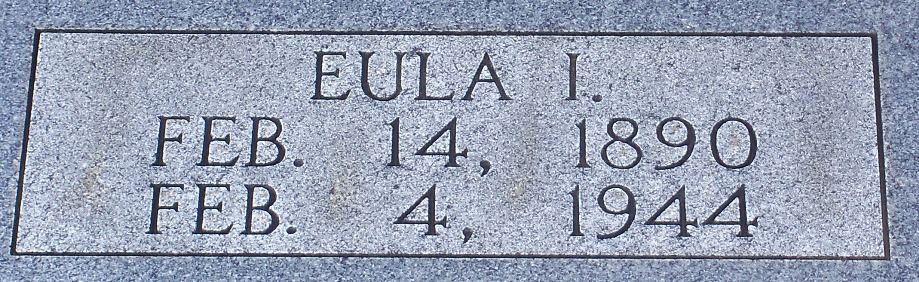 EULA I.
FEB. 14, 1890
FEB. 4, 1944